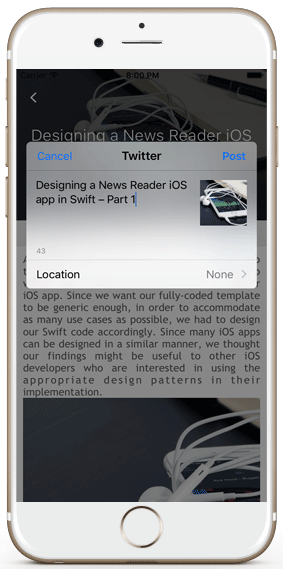 Carrier 8:00 PM
Designing a News Reader iOS
Cancel Twitter Post
Designing a News Reader iOS
app in Swift – Part 1
43
Location None
to
iOS app. Since we want our fully-coded template
to be generic enough, in order to accommodate
as many use cases as possible, we had to design
our Swift code accordingly. Since many iOS apps
can be designed in a similar manner, we thought
our findings might be useful to other iOS
developers who are interested in using the
appropriate design patterns in their
implementation.